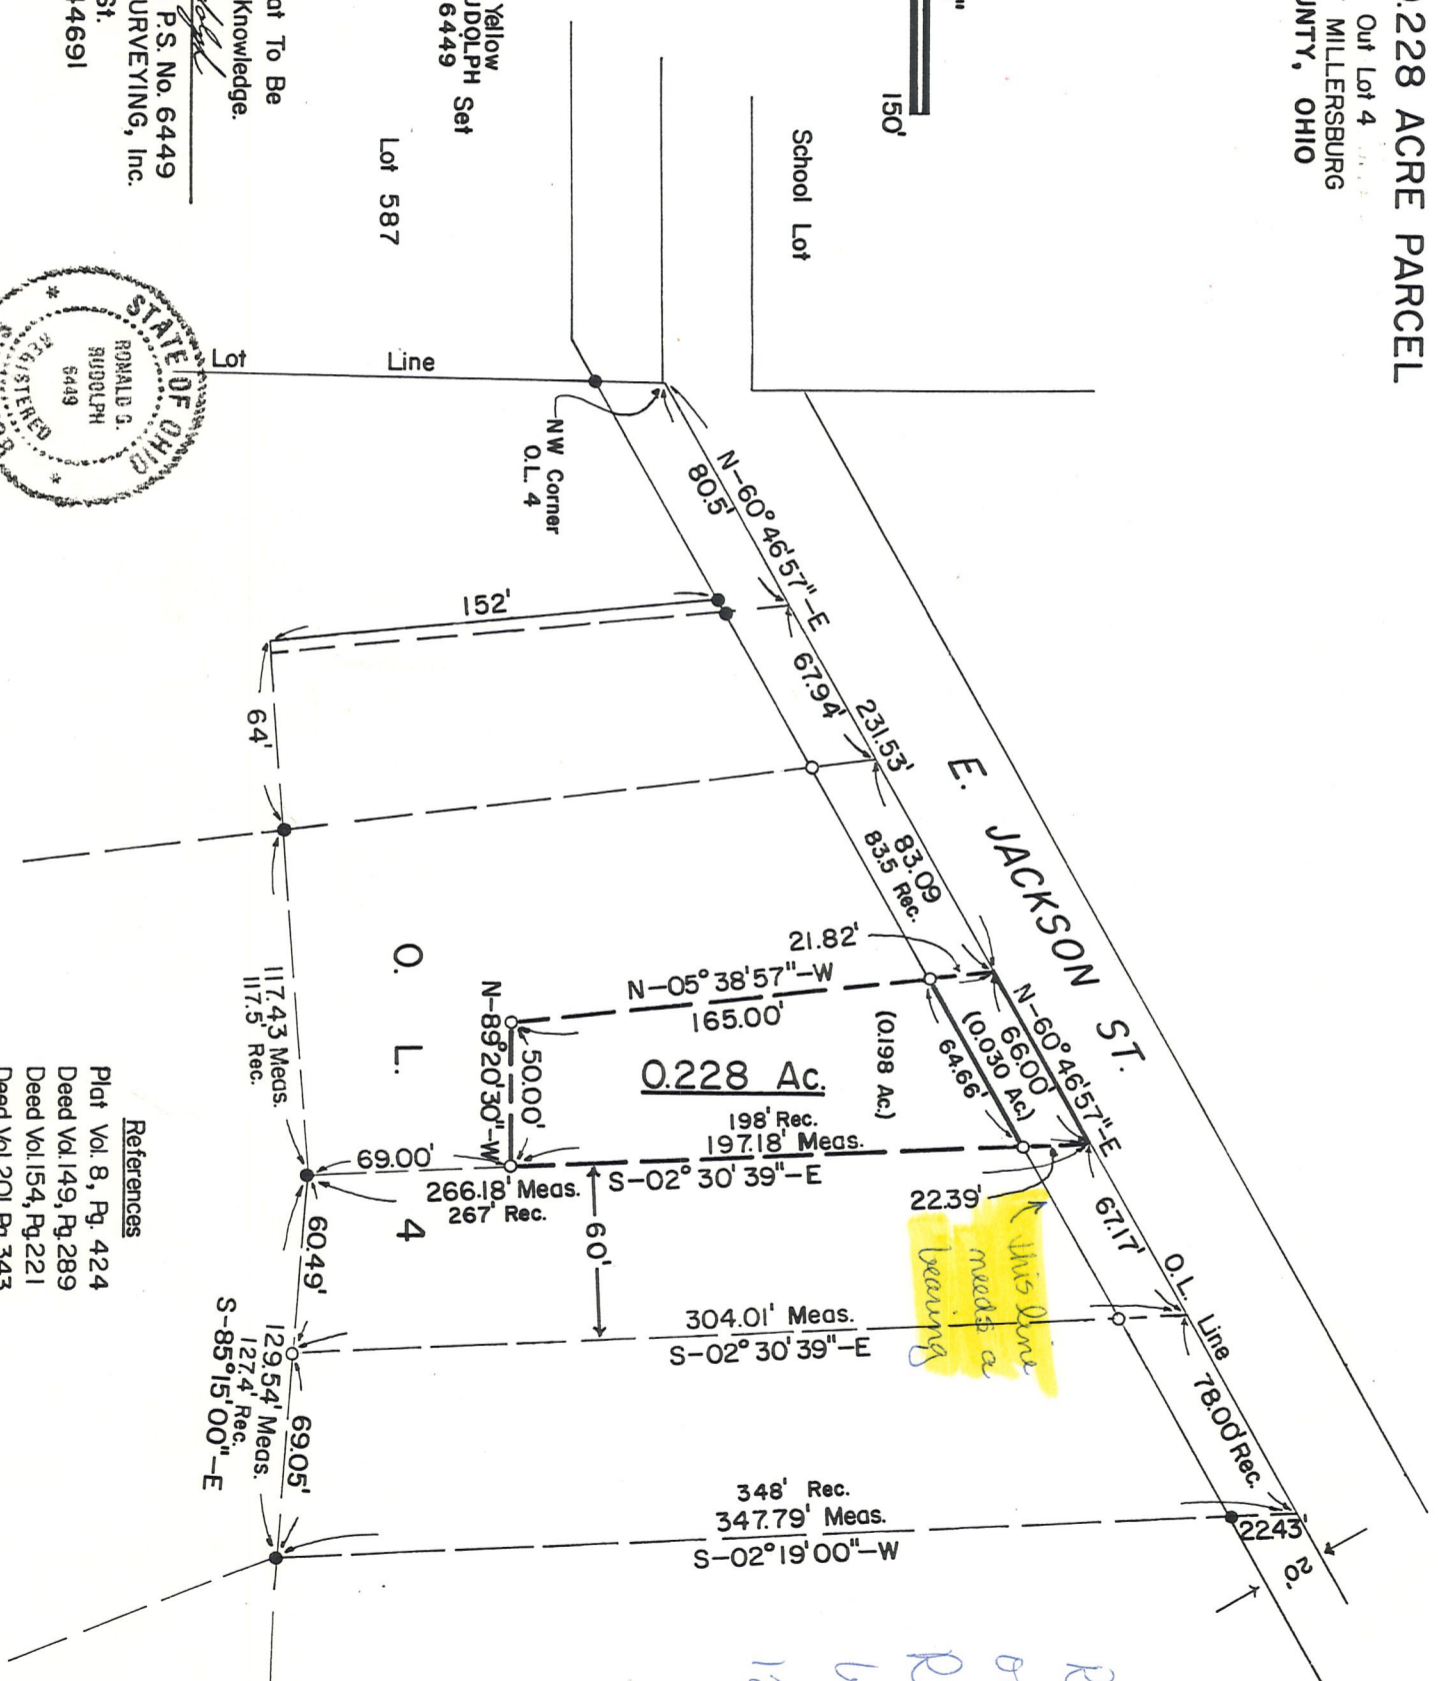 0.228 ACRE PARCEL
Out Lot 4
MILLERSBURG
UNTY, OHIO
150'
School Lot
Yellow
UDOLPH Set
6449
Lot 587
at To Be
Knowledge.
P.S. No. 6449
URVEYING, Inc.
St.
44691
STATE OF OHIO
RONALD G.
RUDOLPH
6449
REGISTERED
Lot Line
NW Corner
O.L. 4
N-60°46'57"-E
80.5'
67.94'
231.53'
E. JACKSON ST.
83.09
83.5 Rec.
N-60°46'57"-E
66.00'
(0.030 Ac.)
64.66'
67.17'
O.L. Line
78.00' Rec.
22.43'
20.
152'
64'
21.82'
N-05°38'57"-W
165.00'
(0.198 Ac.)
0.228 Ac.
198' Rec.
197.18' Meas.
S-02°30'39"-E
22.39'
this line
needs a
bearing
50.00'
N-89°20'30"-W
69.00'
266.18' Meas.
267' Rec.
60'
O. L. 4
304.01' Meas.
S-02°30'39"-E
348' Rec.
347.79' Meas.
S-02°19'00"-W
117.43 Meas.
117.5' Rec.
60.49'
69.05'
129.54' Meas.
127.4' Rec.
S-85°15'00"-E
References
Plat Vol. 8, Pg. 424
Deed Vol. 149, Pg. 289
Deed Vol. 154, Pg. 221
Deed Vol. 201, Pg. 343